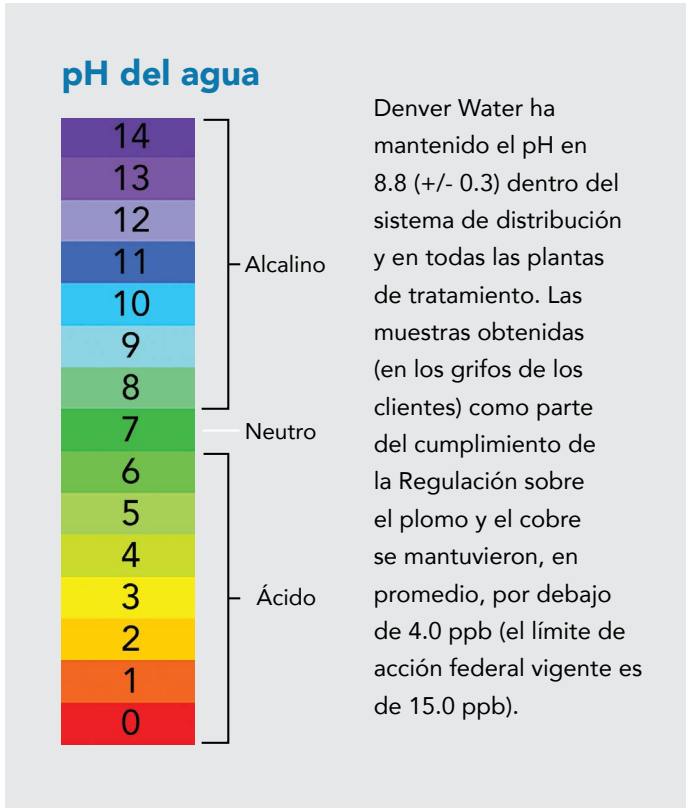 pH del agua
14
13
12
11
10
9
8
7
6
5
4
3
2
1
0
Alcalino
Neutro
Ácido
Denver Water ha
mantenido el pH en
8.8 (+/- 0.3) dentro del
sistema de distribución
y en todas las plantas
de tratamiento. Las
muestras obtenidas
(en los grifos de los
clientes) como parte
del cumplimiento de
la Regulación sobre
el plomo y el cobre
se mantuvieron, en
promedio, por debajo
de 4.0 ppb (el límite de
acción federal vigente es
de 15.0 ppb).